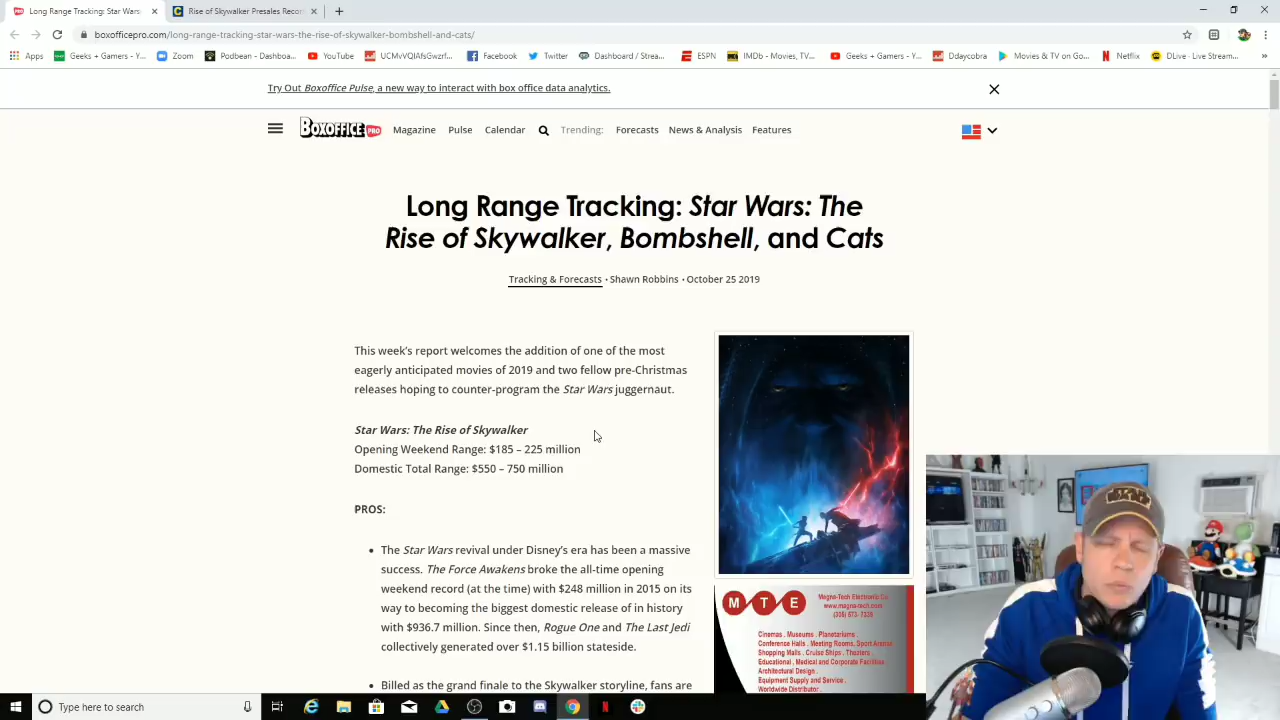 Long Range Tracking: Star Wars:
Rise of Skywalker Presales Recor
boxofficepro.com/long-range-tracking-star-wars-the-rise-of-skywalker-bombshell-and-cats/
Apps Geeks + Gamers - Y... Zoom Podbean - Dashbo... YouTube UCMvVQIAfsGwzrf... Facebook Twitter Dashboard / Strea... ESPN IMDb - Movies, TV... Geeks + Gamers - Y... Ddaycobra Movies & TV on Go... Netflix DLive · Live Stream... »
Try Out Boxoffice Pulse, a new way to interact with box office data analytics.
BOXOFFICE PRO Magazine Pulse Calendar Trending: Forecasts News & Analysis Features
Long Range Tracking: Star Wars: The
Rise of Skywalker, Bombshell, and Cats
Tracking & Forecasts • Shawn Robbins • October 25 2019
This week's report welcomes the addition of one of the most
eagerly anticipated movies of 2019 and two fellow pre-Christmas
releases hoping to counter-program the Star Wars juggernaut.
Star Wars: The Rise of Skywalker
Opening Weekend Range: $185 – 225 million
Domestic Total Range: $550 – 750 million
PROS:
• The Star Wars revival under Disney's era has been a massive
success. The Force Awakens broke the all-time opening
weekend record (at the time) with $248 million in 2015 on its
way to becoming the biggest domestic release of in history
with $936.7 million. Since then, Rogue One and The Last Jedi
collectively generated over $1.15 billion stateside.
• Billed as the grand finale to the Skywalker storyline, fans are
M T E
Magna-Tech Electronic Co.
www.magna-tech.com
(305) 573-7339
Cinemas . Museums . Planetariums .
Conference Halls . Meeting Rooms. Sport Arenas
Shopping Malls . Cruise Ships . Theaters .
Educational . Medical and Corporate Facilities
Architectural Design .
Equipment Supply and Service .
Worldwide Distributor .
Type here to search